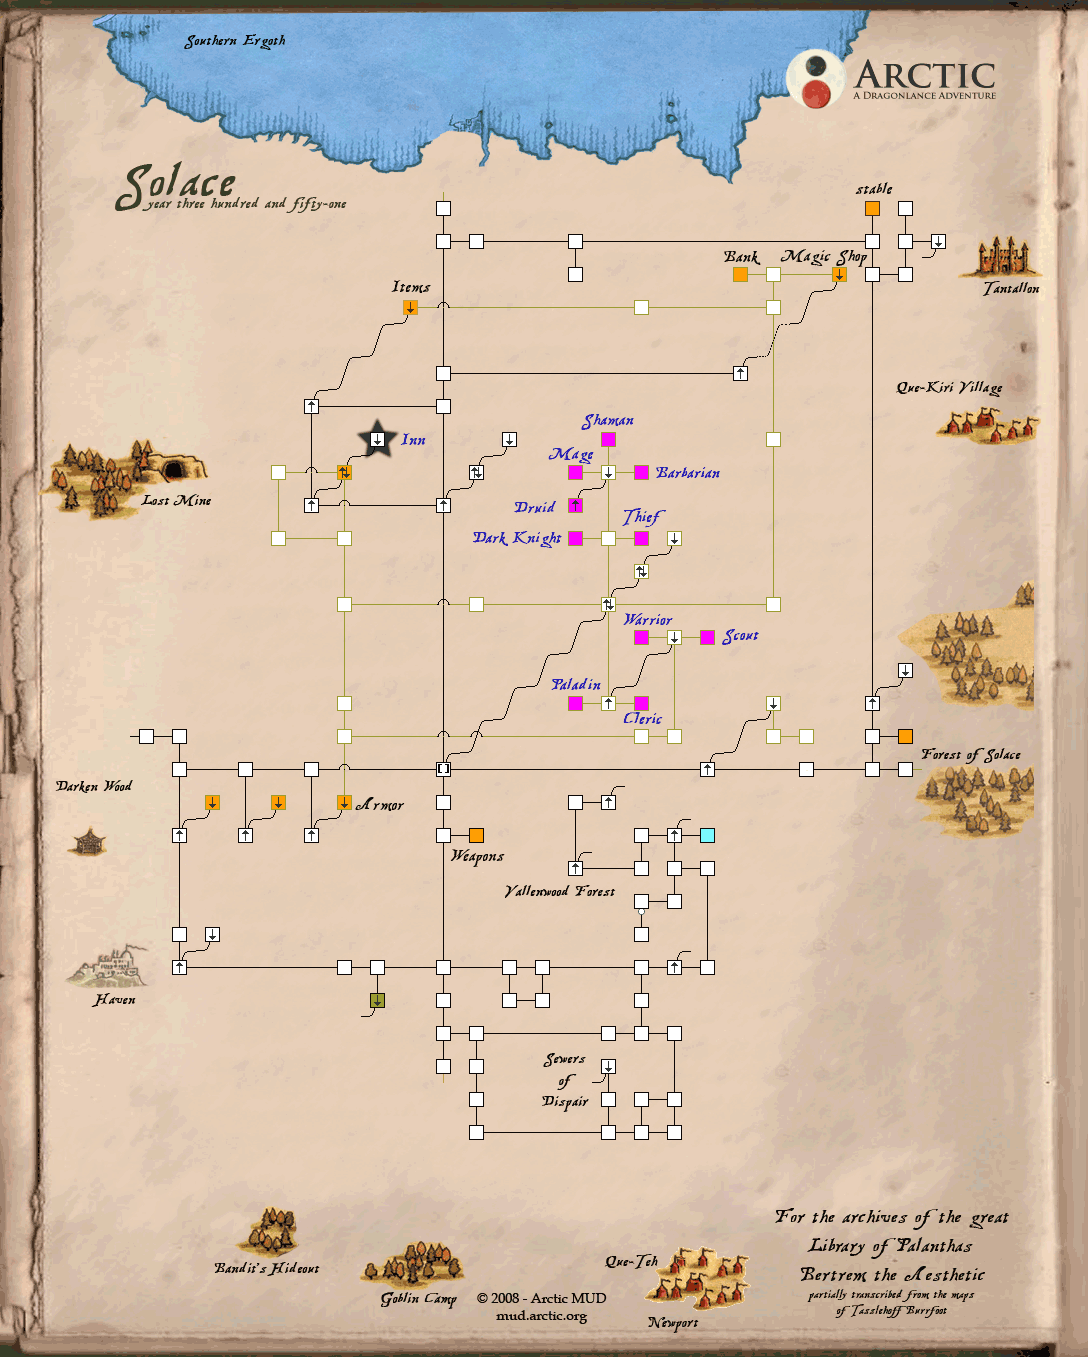 Southern Ergoth
ARCTIC
A DRAGONLANCE ADVENTURE
Solace
year three hundred and fifty-one
stable
Bank
Magic Shop
Items
Tantallon
Que-Kiri Village
Shaman
Inn
Mage
Barbarian
Lost Mine
Druid
Thief
Dark Knight
Warrior
Scout
Paladin
Cleric
Forest of Solace
Darken Wood
Armor
Weapons
Vallenwood Forest
Haven
Sewers
of
Dispair
For the archives of the great
Library of Palanthas
Bertrem the Aesthetic
partially transcribed from the maps
of Tasslehoff Burrfoot
Bandit's Hideout
Que-Teh
Goblin Camp
© 2008 - Arctic MUD
mud.arctic.org
Newport